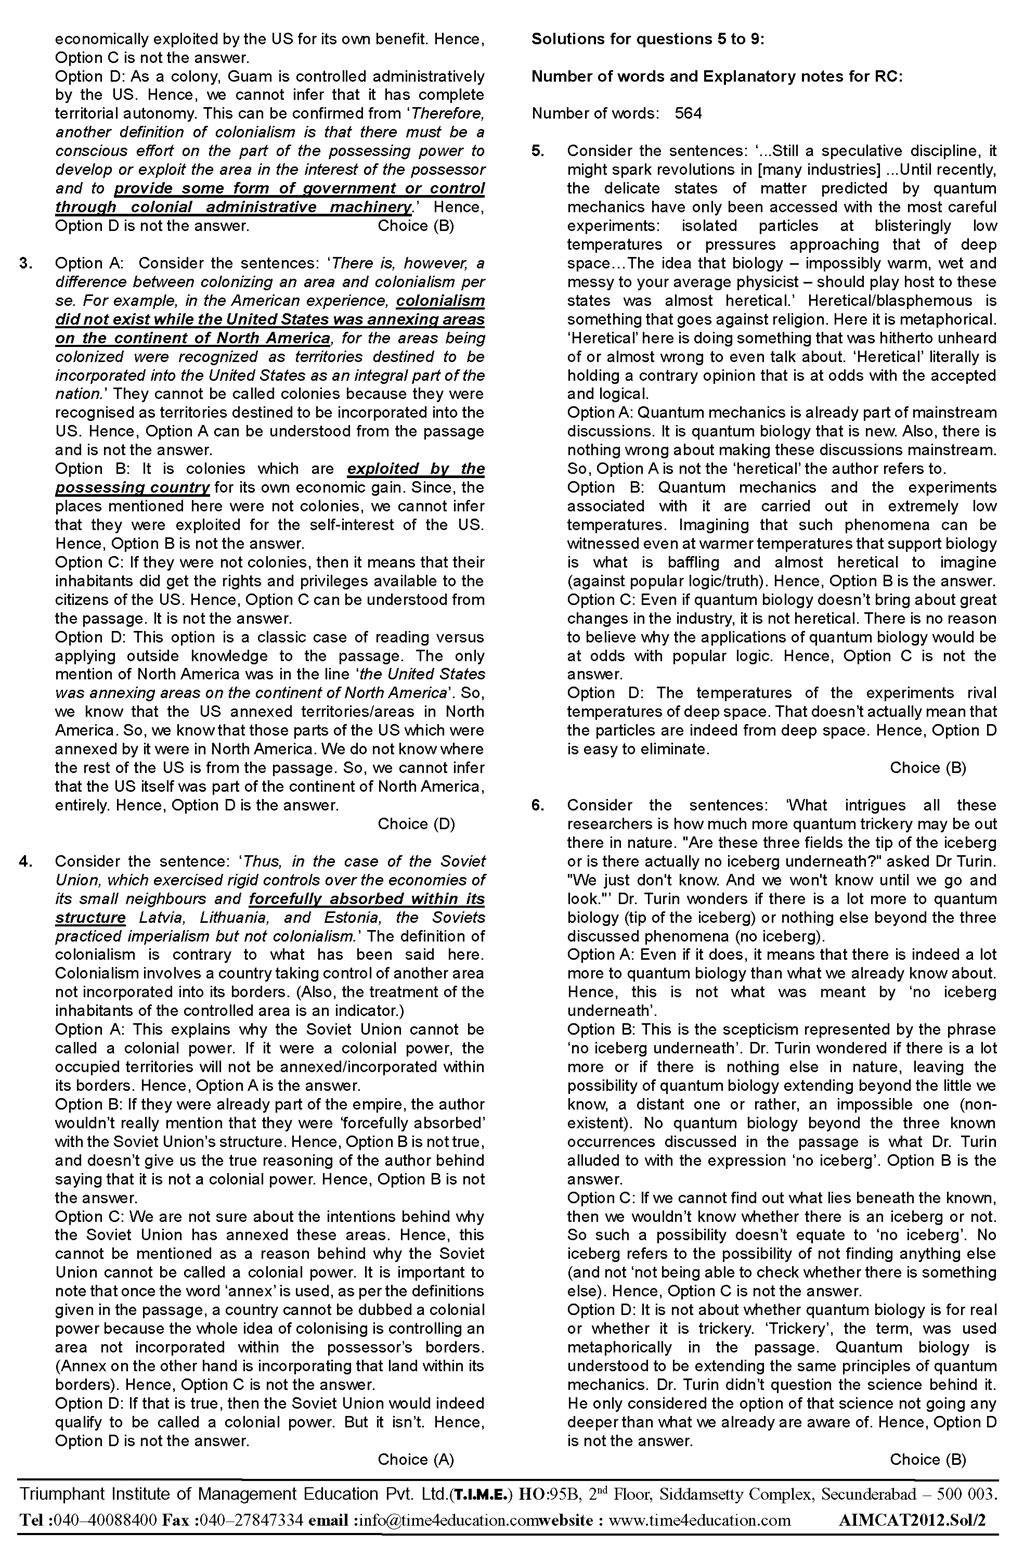 economically exploited by the US for its own benefit. Hence,
Option C is not the answer.
Option D: As a colony, Guam is controlled administratively
by the US. Hence, we cannot infer that it has complete
territorial autonomy. This can be confirmed from ‘Therefore,
another definition of colonialism is that there must be a
conscious effort on the part of the possessing power to
develop or exploit the area in the interest of the possessor
and to provide some form of government or control
through colonial administrative machinery.’ Hence,
Option D is not the answer. Choice (B)
3. Option A: Consider the sentences: ‘There is, however, a
difference between colonizing an area and colonialism per
se. For example, in the American experience, colonialism
did not exist while the United States was annexing areas
on the continent of North America, for the areas being
colonized were recognized as territories destined to be
incorporated into the United States as an integral part of the
nation.’ They cannot be called colonies because they were
recognised as territories destined to be incorporated into the
US. Hence, Option A can be understood from the passage
and is not the answer.
Option B: It is colonies which are exploited by the
possessing country for its own economic gain. Since, the
places mentioned here were not colonies, we cannot infer
that they were exploited for the self-interest of the US.
Hence, Option B is not the answer.
Option C: If they were not colonies, then it means that their
inhabitants did get the rights and privileges available to the
citizens of the US. Hence, Option C can be understood from
the passage. It is not the answer.
Option D: This option is a classic case of reading versus
applying outside knowledge to the passage. The only
mention of North America was in the line ‘the United States
was annexing areas on the continent of North America’. So,
we know that the US annexed territories/areas in North
America. So, we know that those parts of the US which were
annexed by it were in North America. We do not know where
the rest of the US is from the passage. So, we cannot infer
that the US itself was part of the continent of North America,
entirely. Hence, Option D is the answer.
Choice (D)
4. Consider the sentence: ‘Thus, in the case of the Soviet
Union, which exercised rigid controls over the economies of
its small neighbours and forcefully absorbed within its
structure Latvia, Lithuania, and Estonia, the Soviets
practiced imperialism but not colonialism.’ The definition of
colonialism is contrary to what has been said here.
Colonialism involves a country taking control of another area
not incorporated into its borders. (Also, the treatment of the
inhabitants of the controlled area is an indicator.)
Option A: This explains why the Soviet Union cannot be
called a colonial power. If it were a colonial power, the
occupied territories will not be annexed/incorporated within
its borders. Hence, Option A is the answer.
Option B: If they were already part of the empire, the author
wouldn’t really mention that they were ‘forcefully absorbed’
with the Soviet Union’s structure. Hence, Option B is not true,
and doesn’t give us the true reasoning of the author behind
saying that it is not a colonial power. Hence, Option B is not
the answer.
Option C: We are not sure about the intentions behind why
the Soviet Union has annexed these areas. Hence, this
cannot be mentioned as a reason behind why the Soviet
Union cannot be called a colonial power. It is important to
note that once the word ‘annex’ is used, as per the definitions
given in the passage, a country cannot be dubbed a colonial
power because the whole idea of colonising is controlling an
area not incorporated within the possessor’s borders.
(Annex on the other hand is incorporating that land within its
borders). Hence, Option C is not the answer.
Option D: If that is true, then the Soviet Union would indeed
qualify to be called a colonial power. But it isn’t. Hence,
Option D is not the answer.
Choice (A)
Solutions for questions 5 to 9:
Number of words and Explanatory notes for RC:
Number of words: 564
5. Consider the sentences: ‘...Still a speculative discipline, it
might spark revolutions in [many industries] ...Until recently,
the delicate states of matter predicted by quantum
mechanics have only been accessed with the most careful
experiments: isolated particles at blisteringly low
temperatures or pressures approaching that of deep
space…The idea that biology – impossibly warm, wet and
messy to your average physicist – should play host to these
states was almost heretical.’ Heretical/blasphemous is
something that goes against religion. Here it is metaphorical.
‘Heretical’ here is doing something that was hitherto unheard
of or almost wrong to even talk about. ‘Heretical’ literally is
holding a contrary opinion that is at odds with the accepted
and logical.
Option A: Quantum mechanics is already part of mainstream
discussions. It is quantum biology that is new. Also, there is
nothing wrong about making these discussions mainstream.
So, Option A is not the ‘heretical’ the author refers to.
Option B: Quantum mechanics and the experiments
associated with it are carried out in extremely low
temperatures. Imagining that such phenomena can be
witnessed even at warmer temperatures that support biology
is what is baffling and almost heretical to imagine
(against popular logic/truth). Hence, Option B is the answer.
Option C: Even if quantum biology doesn’t bring about great
changes in the industry, it is not heretical. There is no reason
to believe why the applications of quantum biology would be
at odds with popular logic. Hence, Option C is not the
answer.
Option D: The temperatures of the experiments rival
temperatures of deep space. That doesn’t actually mean that
the particles are indeed from deep space. Hence, Option D
is easy to eliminate.
Choice (B)
6. Consider the sentences: ‘What intrigues all these
researchers is how much more quantum trickery may be out
there in nature. "Are these three fields the tip of the iceberg
or is there actually no iceberg underneath?" asked Dr Turin.
"We just don't know. And we won't know until we go and
look."’ Dr. Turin wonders if there is a lot more to quantum
biology (tip of the iceberg) or nothing else beyond the three
discussed phenomena (no iceberg).
Option A: Even if it does, it means that there is indeed a lot
more to quantum biology than what we already know about.
Hence, this is not what was meant by ‘no iceberg
underneath’.
Option B: This is the scepticism represented by the phrase
‘no iceberg underneath’. Dr. Turin wondered if there is a lot
more or if there is nothing else in nature, leaving the
possibility of quantum biology extending beyond the little we
know, a distant one or rather, an impossible one (non-
existent). No quantum biology beyond the three known
occurrences discussed in the passage is what Dr. Turin
alluded to with the expression ‘no iceberg’. Option B is the
answer.
Option C: If we cannot find out what lies beneath the known,
then we wouldn’t know whether there is an iceberg or not.
So such a possibility doesn’t equate to ‘no iceberg’. No
iceberg refers to the possibility of not finding anything else
(and not ‘not being able to check whether there is something
else). Hence, Option C is not the answer.
Option D: It is not about whether quantum biology is for real
or whether it is trickery. ‘Trickery’, the term, was used
metaphorically in the passage. Quantum biology is
understood to be extending the same principles of quantum
mechanics. Dr. Turin didn’t question the science behind it.
He only considered the option of that science not going any
deeper than what we already are aware of. Hence, Option D
is not the answer.
Choice (B)
Triumphant Institute of Management Education Pvt. Ltd.(T.I.M.E.) HO:95B, 2nd Floor, Siddamsetty Complex, Secunderabad – 500 003.
Tel :040–40088400 Fax :040–27847334 email :info@time4education.comwebsite : www.time4education.com AIMCAT2012.Sol/2